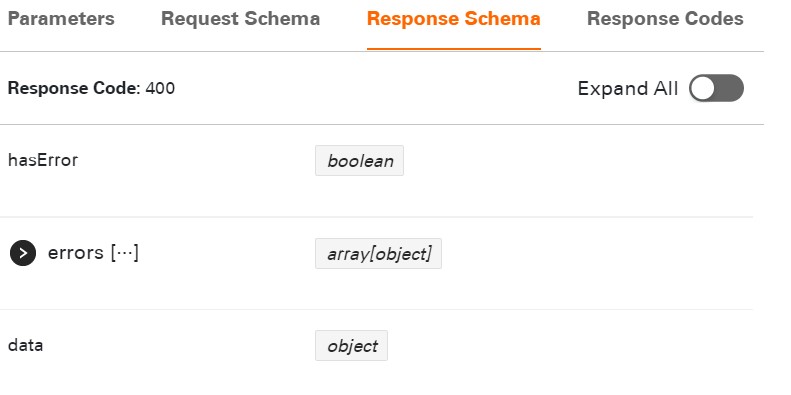 Parameters Request Schema Response Schema Response Codes
Response Code: 400 Expand All
hasError boolean
errors [···] array[object]
data object